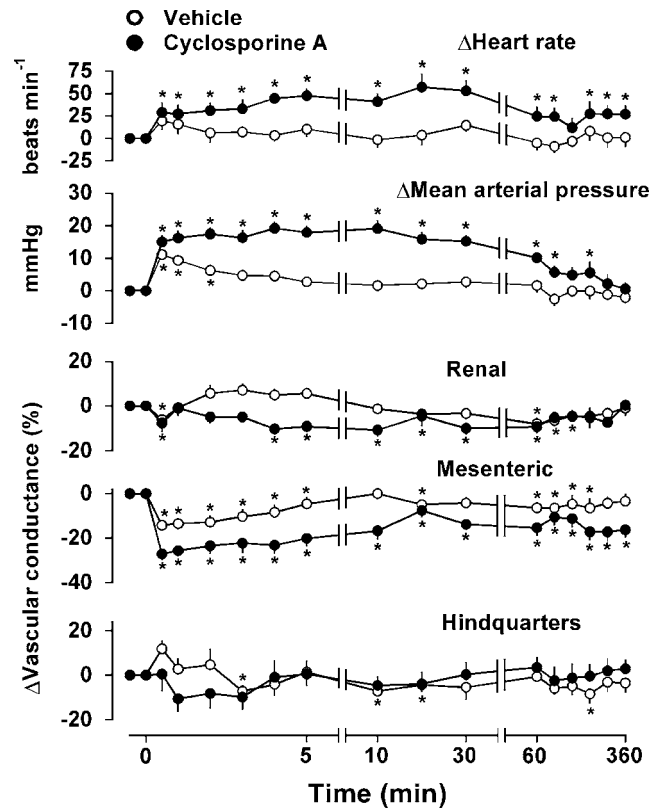 Vehicle
Cyclosporine A
ΔHeart rate
beats min⁻¹
75
50
25
0
-25
* * * * * * * * * * * * * *
ΔMean arterial pressure
mmHg
30
20
10
0
-10
* * * * * * * * * * * *
* * *
ΔVascular conductance (%)
Renal
20
0
-20
*
*
* * * * * * *
Mesenteric
0
-20
-40
* * * * * * * * * *
* * * * * * * * * * * * * * *
Hindquarters
20
0
-20
*
* * *
0 5 10 30 60 360
Time (min)